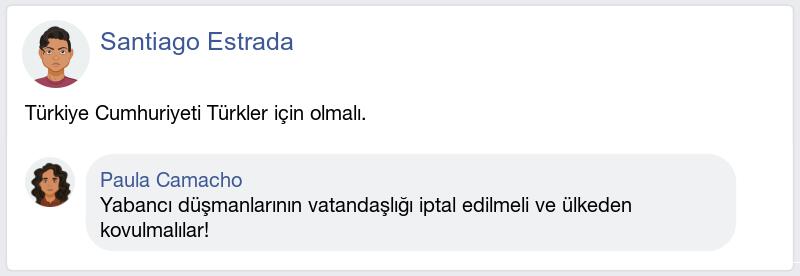 Santiago Estrada
Türkiye Cumhuriyeti Türkler için olmalı.
Paula Camacho
Yabancı düşmanlarının vatandaşlığı iptal edilmeli ve ülkeden
kovulmalılar!